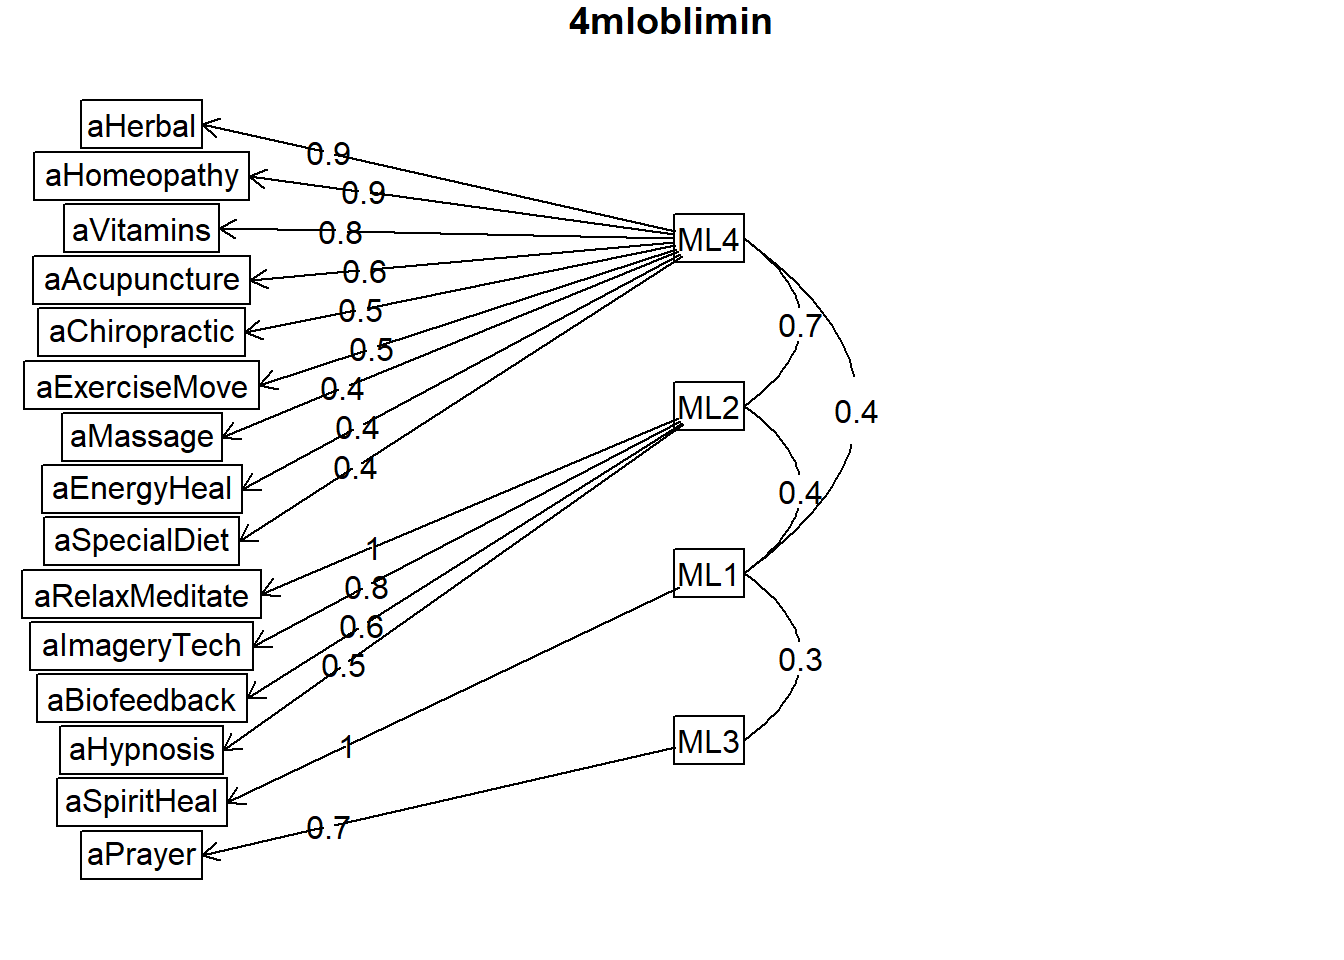 4mloblimin
aHerbal
aHomeopathy
aVitamins
aAcupuncture
aChiropractic
aExerciseMove
aMassage
aEnergyHeal
aSpecialDiet
aRelaxMeditate
aImageryTech
aBiofeedback
aHypnosis
aSpiritHeal
aPrayer
0.9
0.9
0.8
0.6
0.5
0.5
0.4
0.4
0.4
1
0.8
0.6
0.5
1
0.7
ML4
ML2
ML1
ML3
0.7
0.4
0.4
0.3